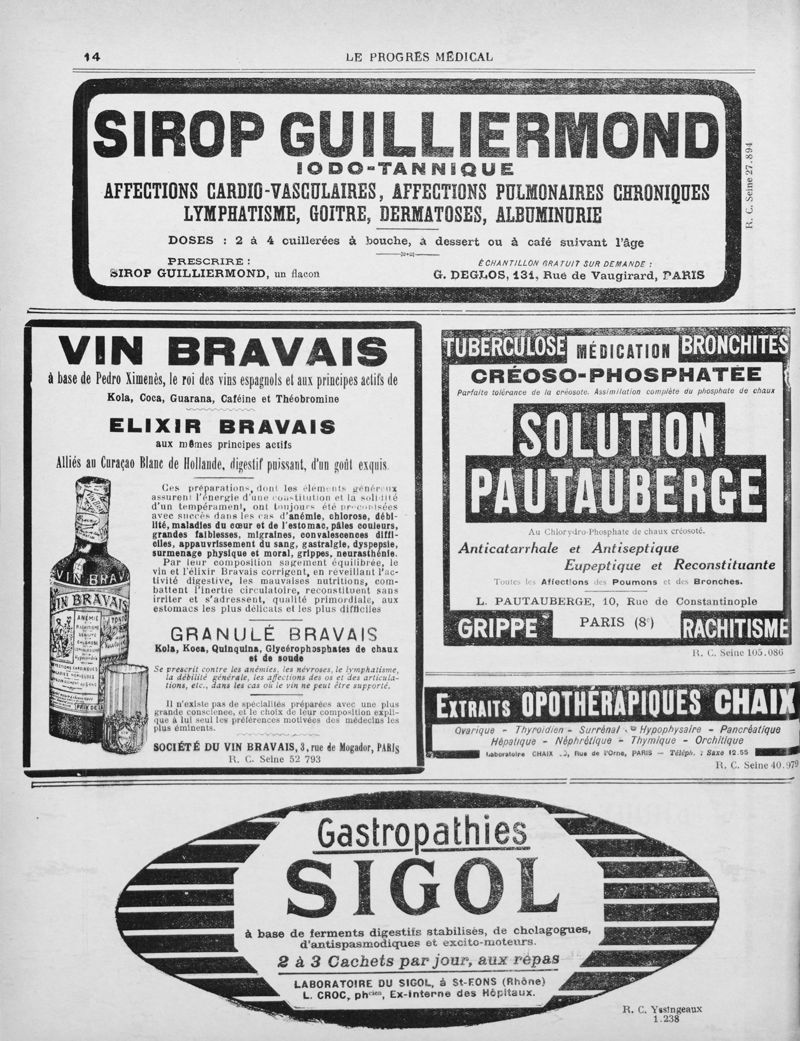 14
LE PROGRÈS MÉDICAL
SIROP GUILLIERMOND
IODO-TANNIQUE
AFFECTIONS CARDIO-VASCULAIRES, AFFECTIONS PULMONAIRES CHRONIQUES
LYMPHATISME, GOITRE, DERMATOSES, ALBUMINURIE
DOSES : 2 à 4 cuillerées à bouche, à dessert ou à café suivant l'âge
PRESCRIRE :
SIROP GUILLIERMOND, un flacon
ÉCHANTILLON GRATUIT SUR DEMANDE :
G. DEGLOS, 131, Rue de Vaugirard, PARIS
R. C. Seine 27.894
VIN BRAVAIS
à base de Pedro Ximenès, le roi des vins espagnols et aux principes actifs de
Kola, Coca, Guarana, Caféine et Théobromine
ELIXIR BRAVAIS
aux mêmes principes actifs
Alliés au Curaçao Blanc de Hollande, digestif puissant, d'un goût exquis.
Ces préparations, dont les éléments généreux
assurent l'énergie d'une constitution et la solidité
d'un tempérament, ont toujours été préconisées
avec succès dans les cas d'anémie, chlorose, débi-
lité, maladies du cœur et de l'estomac, pâles couleurs,
grandes faiblesses, migraines, convalescences diffi-
ciles, appauvrissement du sang, gastralgie, dyspepsie,
surmenage physique et moral, grippes, neurasthénie.
Par leur composition sagement équilibrée, le
vin et l'élixir Bravais corrigent, en réveillant l'ac-
tivité digestive, les mauvaises nutritions, com-
battent l'inertie circulatoire, reconstituent sans
irriter et s'adressent, qualité primordiale, aux
estomacs les plus délicats et les plus difficiles
VIN BRAV
VIN BRAVAIS
ANÉMIE
GRANULÉ BRAVAIS
Kola, Koca, Quinquina, Glycérophosphates de chaux
et de soude
Se prescrit contre les anémies, les névroses, le lymphatisme,
la débilité générale, les affections des os et des articula-
tions, etc., dans les cas où le vin ne peut être supporté.
Il n'existe pas de spécialités préparées avec une plus
grande conscience, et le choix de leur composition expli-
que à lui seul les préférences motivées des médecins les
plus éminents.
SOCIÉTÉ DU VIN BRAVAIS, 3, rue de Mogador, PARIS
R. C. Seine 52 793
TUBERCULOSE MÉDICATION BRONCHITES
CRÉOSO-PHOSPHATÉE
Parfaite tolérance de la créosote. Assimilation complète du phosphate de chaux
SOLUTION
PAUTAUBERGE
Au Chlorydro-Phosphate de chaux créosoté.
Anticatarrhale et Antiseptique
Eupeptique et Reconstituante
Toutes les Affections des Poumons et des Bronches.
L. PAUTAUBERGE, 10, Rue de Constantinople
GRIPPE PARIS (8e) RACHITISME
R. C. Seine 105.086
EXTRAITS OPOTHÉRAPIQUES CHAIX
Ovarique - Thyroidien - Surrénal - Hypophysaire - Pancréatique
Hépatique - Néphrétique - Thymique - Orchitique
Laboratoire CHAIX Rue de l'Orne, PARIS - Téléph. : Saxe 12.55
R. C. Seine 40.979
Gastropathies
SIGOL
à base de ferments digestifs stabilisés, de cholagogues,
d'antispasmodiques et excito-moteurs.
2 à 3 Cachets par jour, aux repas
LABORATOIRE DU SIGOL, à St-FONS (Rhône)
L. CROC, phcien, Ex-interne des Hôpitaux.
R. C. Yssingeaux
1.238